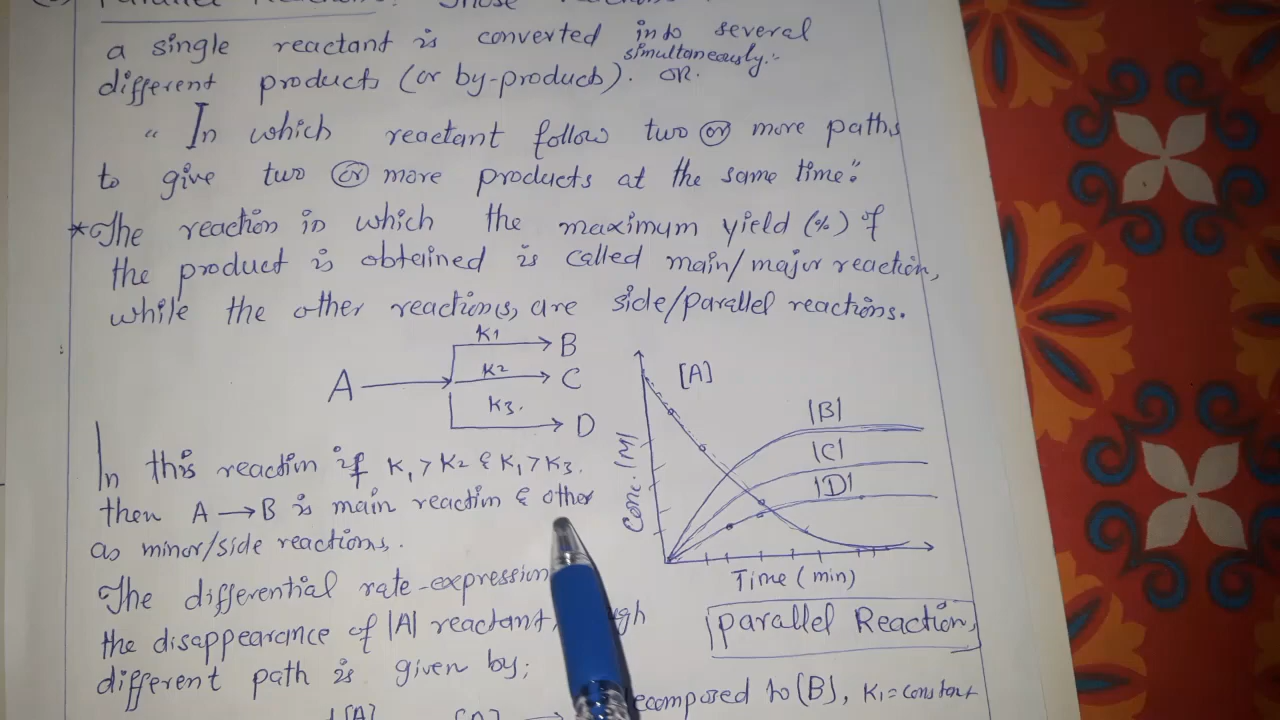 Parallel Reactions: Those reactions
a single reactant is converted into several
simultaneously.
different products (or by-products). OR.
" In which reactant follow two or more paths
to give two or more products at the same time."
*The reaction in which the maximum yield (%) of
the product is obtained is called main/major reaction,
while the other reactions, are side/parallel reactions.
K1 B
A K2 C
K3. D
In this reaction if K1 > K2 & K1 > K3.
then A → B is main reaction & other
as minor/side reactions.
[A]
|B|
|C|
|D|
Conc. |M|
Time (min)
parallel Reaction,
The differential rate-expression
the disappearance of |A| reactant,
different path is given by;
[A] [A] → decomposed to [B], K1 = constant